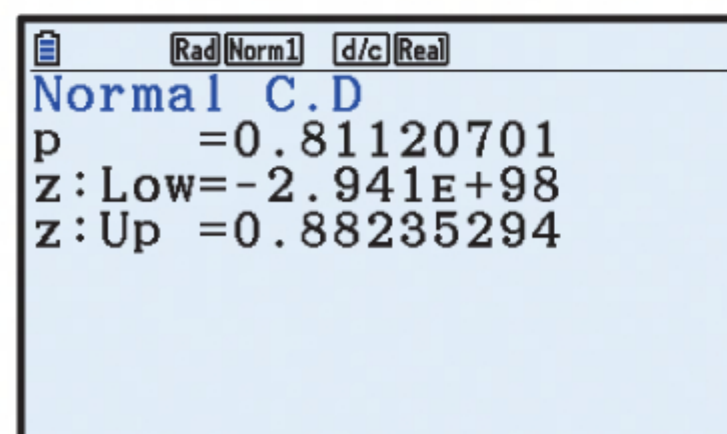 Rad Norm1 d/c Real
Normal C.D
p =0.81120701
z:Low=-2.941E+98
z:Up =0.88235294